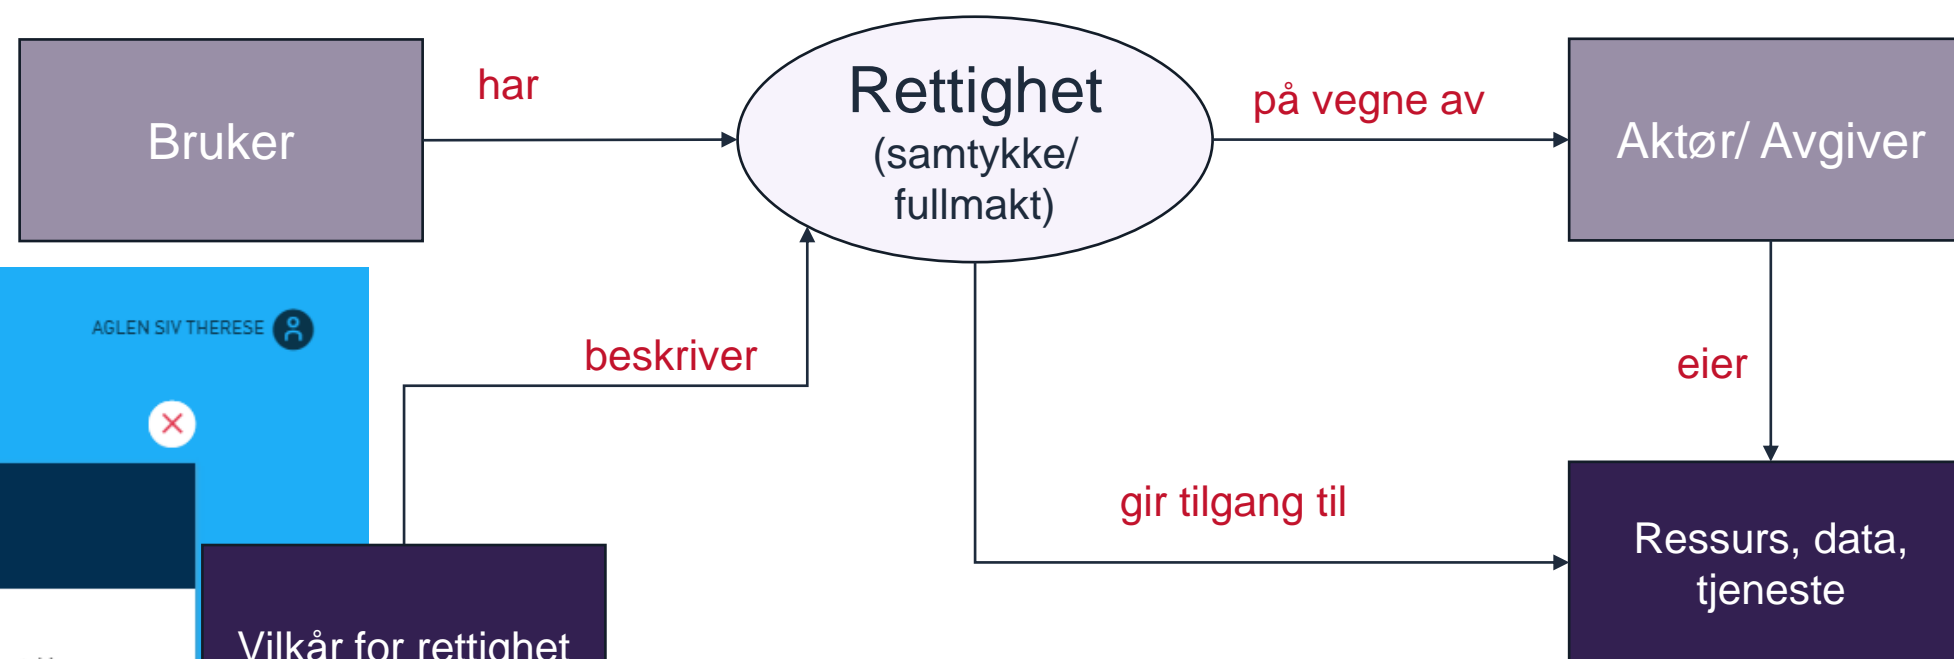 Bruker
har
Rettighet
(samtykke/
fullmakt)
på vegne av
Aktør/ Avgiver
AGLEN SIV THERESE
beskriver
eier
gir tilgang til
Ressurs, data,
tjeneste
Vilkår for rettighet